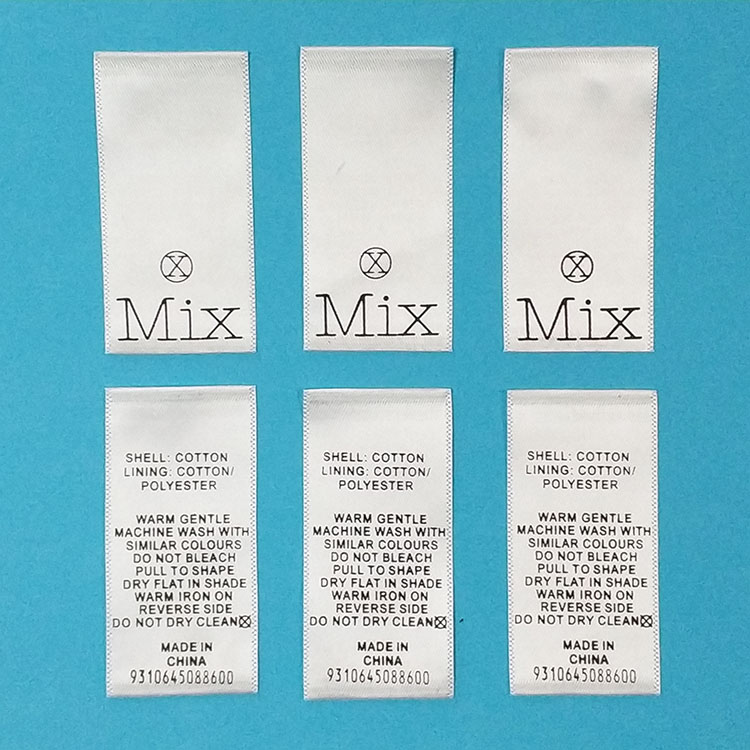 X
Mix
X
Mix
X
Mix
SHELL: COTTON
LINING: COTTON/
POLYESTER
WARM GENTLE
MACHINE WASH WITH
SIMILAR COLOURS
DO NOT BLEACH
PULL TO SHAPE
DRY FLAT IN SHADE
WARM IRON ON
REVERSE SIDE
DO NOT DRY CLEAN
MADE IN
CHINA
9310645088600
SHELL: COTTON
LINING: COTTON/
POLYESTER
WARM GENTLE
MACHINE WASH WITH
SIMILAR COLOURS
DO NOT BLEACH
PULL TO SHAPE
DRY FLAT IN SHADE
WARM IRON ON
REVERSE SIDE
DO NOT DRY CLEAN
MADE IN
CHINA
9310645088600
SHELL: COTTON
LINING: COTTON/
POLYESTER
WARM GENTLE
MACHINE WASH WITH
SIMILAR COLOURS
DO NOT BLEACH
PULL TO SHAPE
DRY FLAT IN SHADE
WARM IRON ON
REVERSE SIDE
DO NOT DRY CLEAN
MADE IN
CHINA
9310645088600